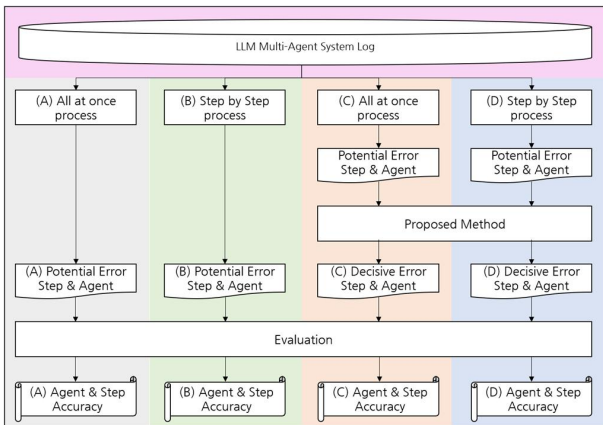 LLM Multi-Agent System Log
(A) All at once
process
(B) Step by Step
process
(C) All at once
process
(D) Step by Step
process
Potential Error
Step & Agent
Potential Error
Step & Agent
Proposed Method
(A) Potential Error
Step & Agent
(B) Potential Error
Step & Agent
(C) Decisive Error
Step & Agent
(D) Decisive Error
Step & Agent
Evaluation
(A) Agent & Step
Accuracy
(B) Agent & Step
Accuracy
(C) Agent & Step
Accuracy
(D) Agent & Step
Accuracy